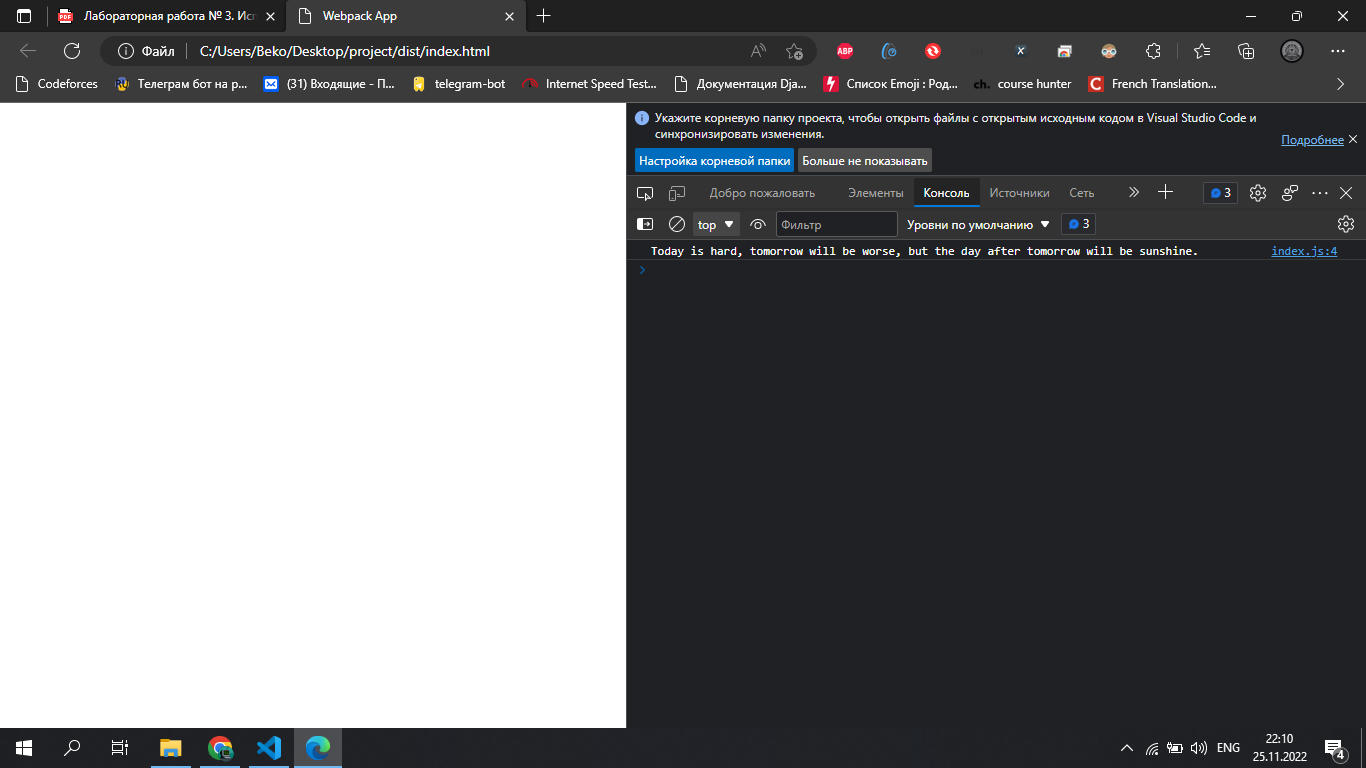 Лабораторная работа № 3. Исп
Webpack App
Файл
C:/Users/Beko/Desktop/project/dist/index.html
ABP
Codeforces
Телеграм бот на р...
(31) Входящие - П...
telegram-bot
Internet Speed Test...
Документация Dja...
Список Emoji : Род...
ch. course hunter
C French Translation...
Укажите корневую папку проекта, чтобы открыть файлы с открытым исходным кодом в Visual Studio Code и
синхронизировать изменения.
Подробнее
Настройка корневой папки
Больше не показывать
Добро пожаловать
Элементы
Консоль
Источники
Сеть
3
top
Фильтр
Уровни по умолчанию
3
Today is hard, tomorrow will be worse, but the day after tomorrow will be sunshine.
index.js:4
ENG
22:10
25.11.2022
4